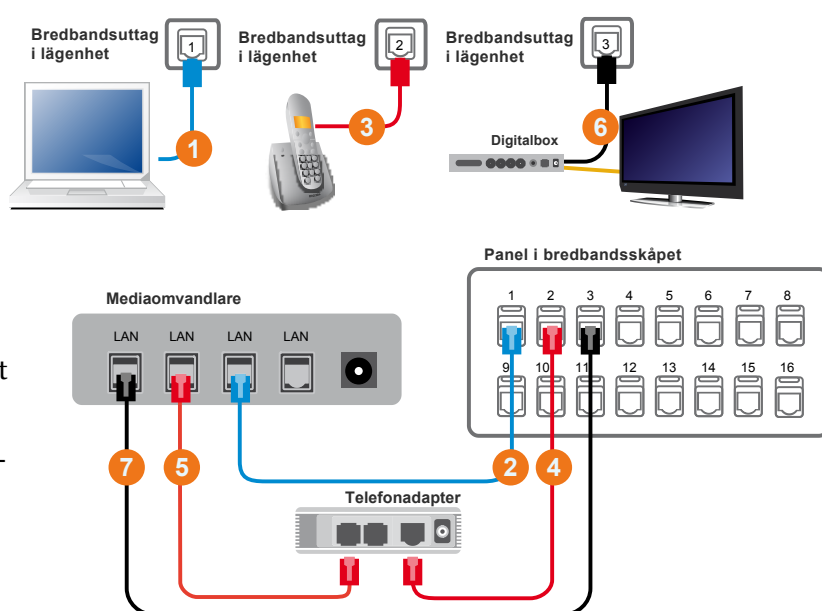 Bredbandsuttag
i lägenhet
1
Bredbandsuttag
i lägenhet
2
Bredbandsuttag
i lägenhet
3
1
3
6
Digitalbox
Panel i bredbandsskåpet
1 2 3 4 5 6 7 8
9 10 11 12 13 14 15 16
Mediaomvandlare
LAN LAN LAN LAN
t
-
7
5
2
4
Telefonadapter